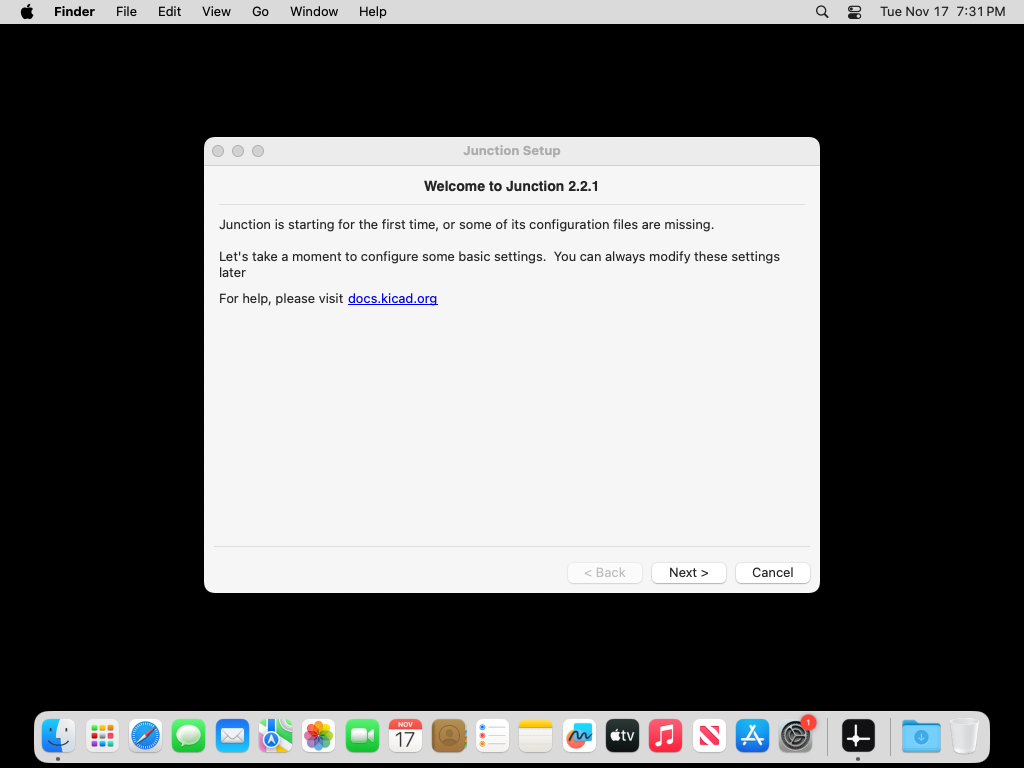 Finder File Edit View Go Window Help Tue Nov 17 7:31 PM
Junction Setup
Welcome to Junction 2.2.1
Junction is starting for the first time, or some of its configuration files are missing.
Let's take a moment to configure some basic settings.  You can always modify these settings
later
For help, please visit docs.kicad.org
< Back Next > Cancel
NOV
17
tv
1